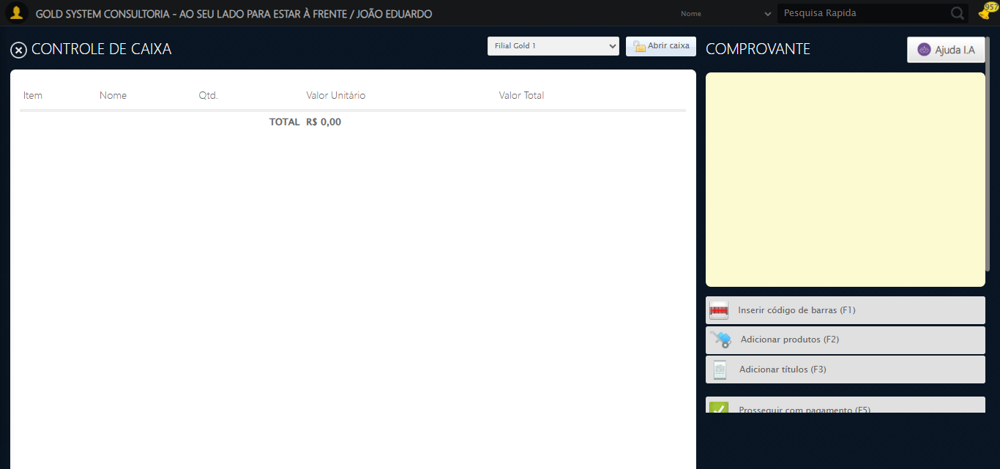 GOLD SYSTEM CONSULTORIA - AO SEU LADO PARA ESTAR À FRENTE / JOÃO EDUARDO
Nome
Pesquisa Rapida
957
CONTROLE DE CAIXA
Filial Gold 1
Abrir caixa
COMPROVANTE
Ajuda I.A
Item Nome Qtd. Valor Unitário Valor Total
TOTAL R$ 0,00
Inserir código de barras (F1)
Adicionar produtos (F2)
Adicionar títulos (F3)
Prosseguir com pagamento (F5)